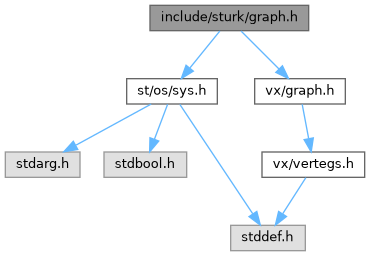 include/sturk/graph.h
st/os/sys.h
vx/graph.h
stdarg.h
stdbool.h
vx/vertegs.h
stddef.h